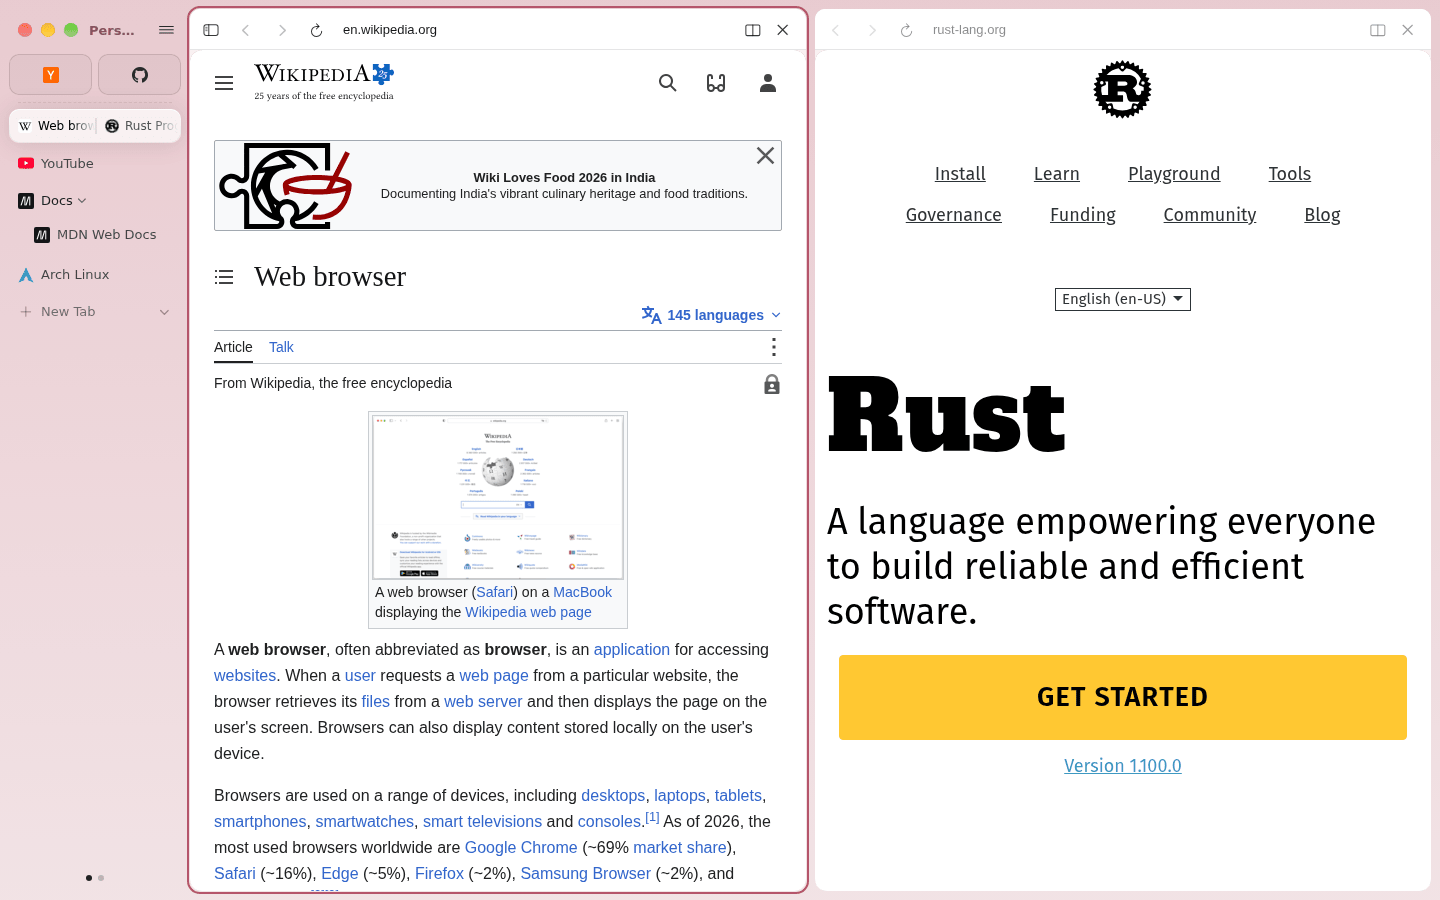 Pers...
Web brow
Rust Pro
YouTube
Docs
MDN Web Docs
Arch Linux
New Tab
en.wikipedia.org
WIKIPEDIA
25
25 years of the free encyclopedia
Wiki Loves Food 2026 in India
Documenting India's vibrant culinary heritage and food traditions.
Web browser
145 languages
Article Talk
From Wikipedia, the free encyclopedia
WIKIPEDIA
A web browser (Safari) on a MacBook
displaying the Wikipedia web page
A web browser, often abbreviated as browser, is an application for accessing
websites. When a user requests a web page from a particular website, the
browser retrieves its files from a web server and then displays the page on the
user's screen. Browsers can also display content stored locally on the user's
device.
Browsers are used on a range of devices, including desktops, laptops, tablets,
smartphones, smartwatches, smart televisions and consoles.[1] As of 2026, the
most used browsers worldwide are Google Chrome (~69% market share),
Safari (~16%), Edge (~5%), Firefox (~2%), Samsung Browser (~2%), and
rust-lang.org
R
Install Learn Playground Tools
Governance Funding Community Blog
English (en-US)
Rust
A language empowering everyone
to build reliable and efficient
software.
GET STARTED
Version 1.100.0